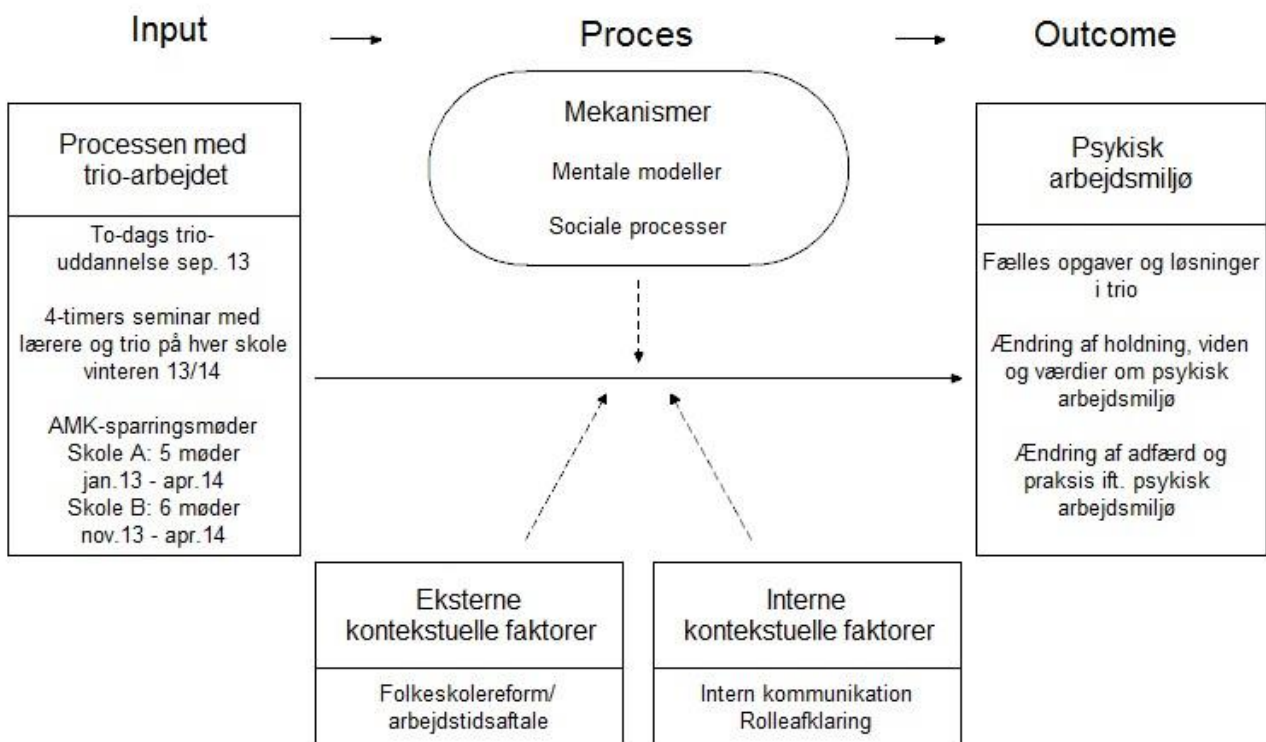 Input
Proces
Outcome
Processen med
trio-arbejdet
To-dags trio-
uddannelse sep. 13
4-timers seminar med
lærere og trio på hver skole
vinteren 13/14
AMK-sparringsmøder
Skole A: 5 møder
jan.13 - apr.14
Skole B: 6 møder
nov.13 - apr.14
Mekanismer
Mentale modeller
Sociale processer
Psykisk
arbejdsmiljø
Fælles opgaver og løsninger
i trio
Ændring af holdning, viden
og værdier om psykisk
arbejdsmiljø
Ændring af adfærd og
praksis ift. psykisk
arbejdsmiljø
Eksterne
kontekstuelle faktorer
Folkeskolereform/
arbejdstidsaftale
Interne
kontekstuelle faktorer
Intern kommunikation
Rolleafklaring